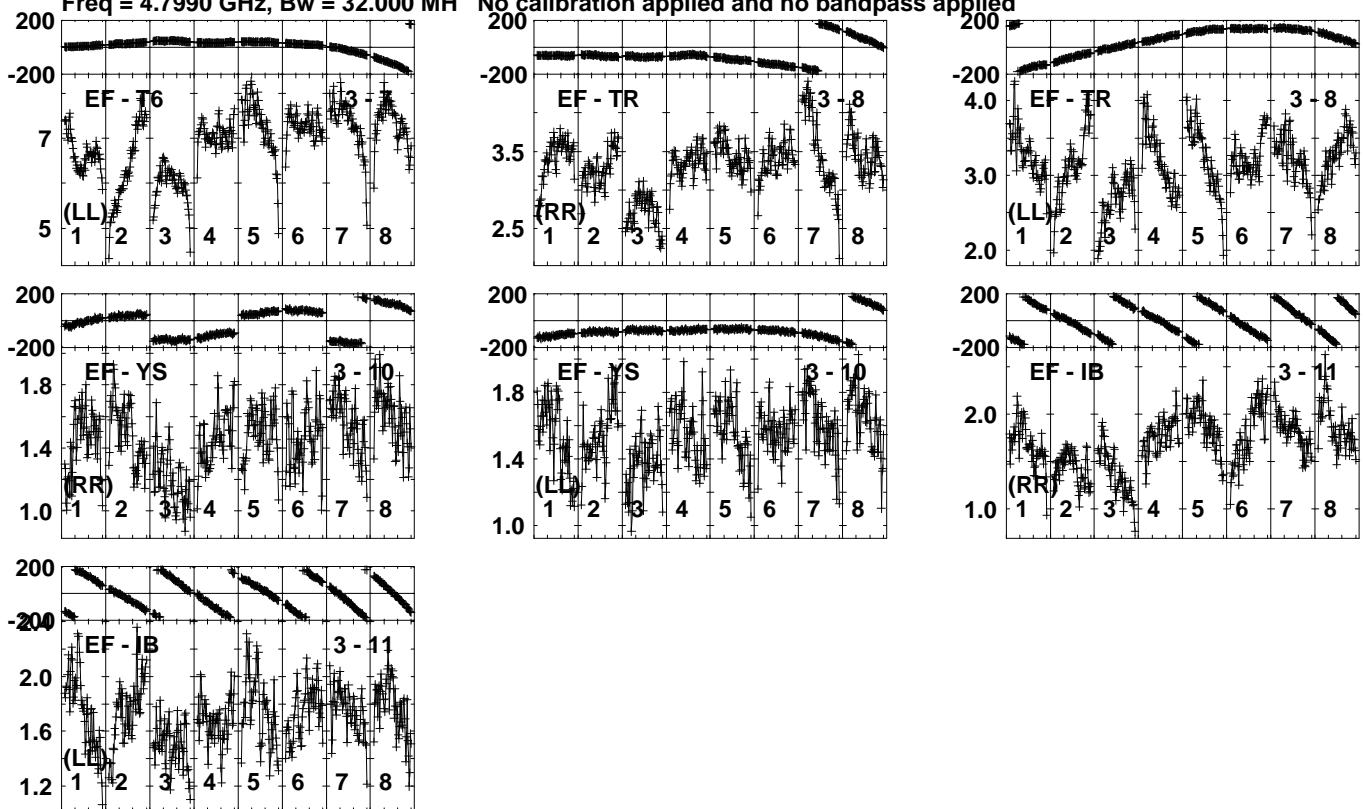 Freq = 4.7990 GHz, Bw = 32.000 MH No calibration applied and no bandpass applied
200
-200
EF - T6 3 - 7
7
5
(LL)
1 2 3 4 5 6 7 8
200
-200
EF - TR 3 - 8
3.5
2.5
(RR)
1 2 3 4 5 6 7 8
200
-200
EF - TR 3 - 8
4.0
3.0
2.0
(LL)
1 2 3 4 5 6 7 8
200
-200
EF - YS 3 - 10
1.8
1.4
1.0
(RR)
1 2 3 4 5 6 7 8
200
-200
EF - YS 3 - 10
1.8
1.4
1.0
(LL)
1 2 3 4 5 6 7 8
200
-200
EF - IB 3 - 11
2.0
1.0
(RR)
1 2 3 4 5 6 7 8
200
-200
2.4
EF - IB 3 - 11
2.0
1.6
1.2
(LL)
1 2 3 4 5 6 7 8